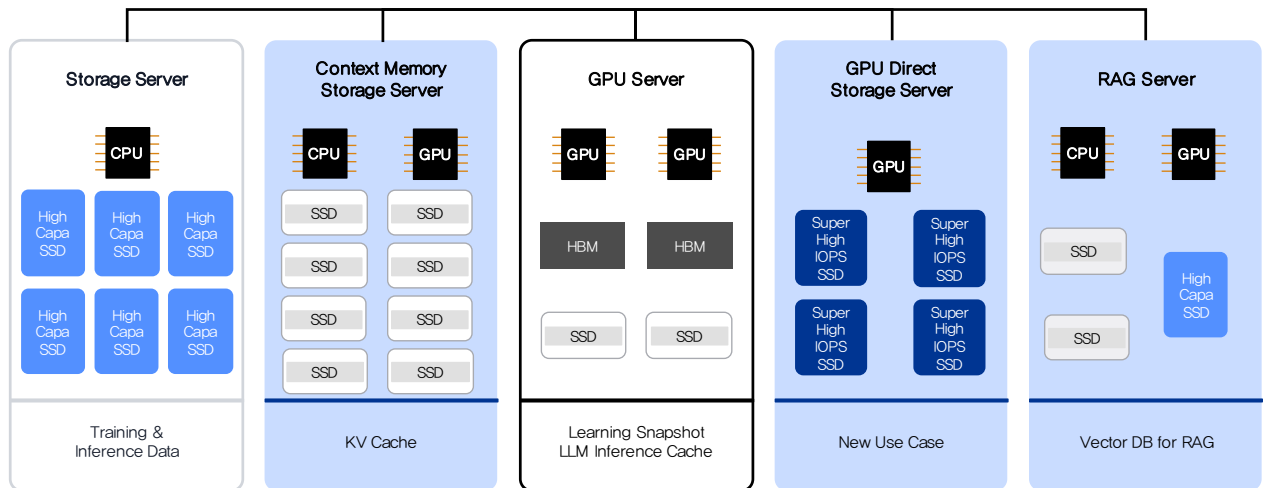 Storage Server
CPU
High
Capa
SSD
High
Capa
SSD
High
Capa
SSD
High
Capa
SSD
High
Capa
SSD
High
Capa
SSD
Training &
Inference Data
Context Memory
Storage Server
CPU
GPU
SSD
SSD
SSD
SSD
SSD
SSD
SSD
SSD
KV Cache
GPU Server
GPU
GPU
HBM
HBM
SSD
SSD
Learning Snapshot
LLM Inference Cache
GPU Direct
Storage Server
GPU
Super
High
IOPS
SSD
Super
High
IOPS
SSD
Super
High
IOPS
SSD
Super
High
IOPS
SSD
New Use Case
RAG Server
CPU
GPU
SSD
SSD
High
Capa
SSD
Vector DB for RAG